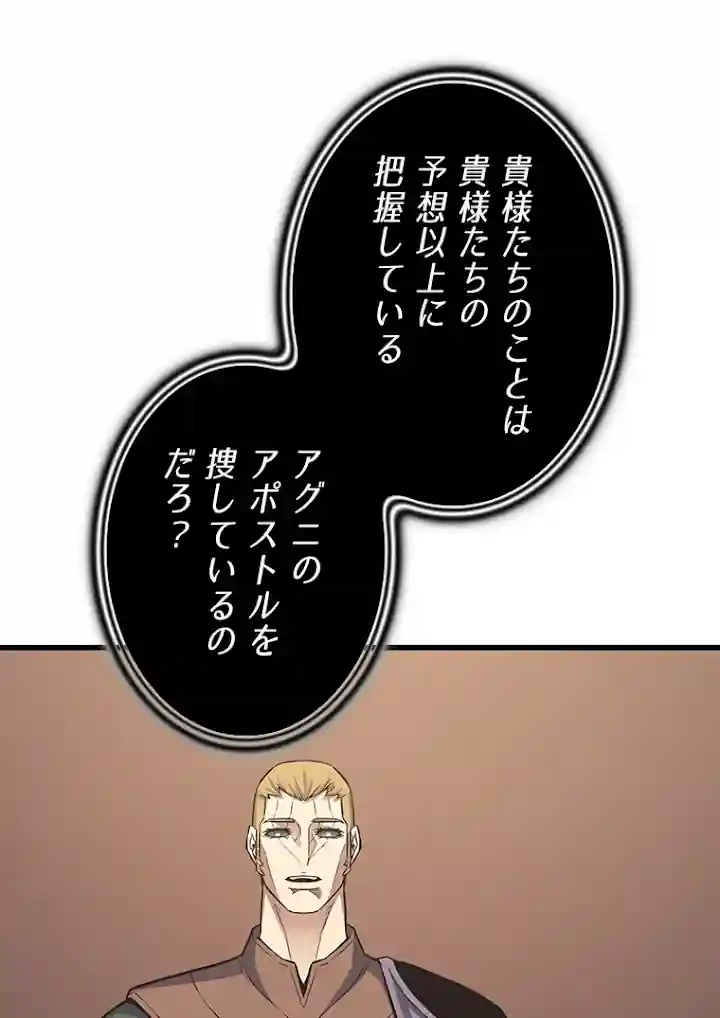 貴様たちのことは
貴様たちの
予想以上に
把握している
アグニの
アポストルを
捜しているの
だろ？